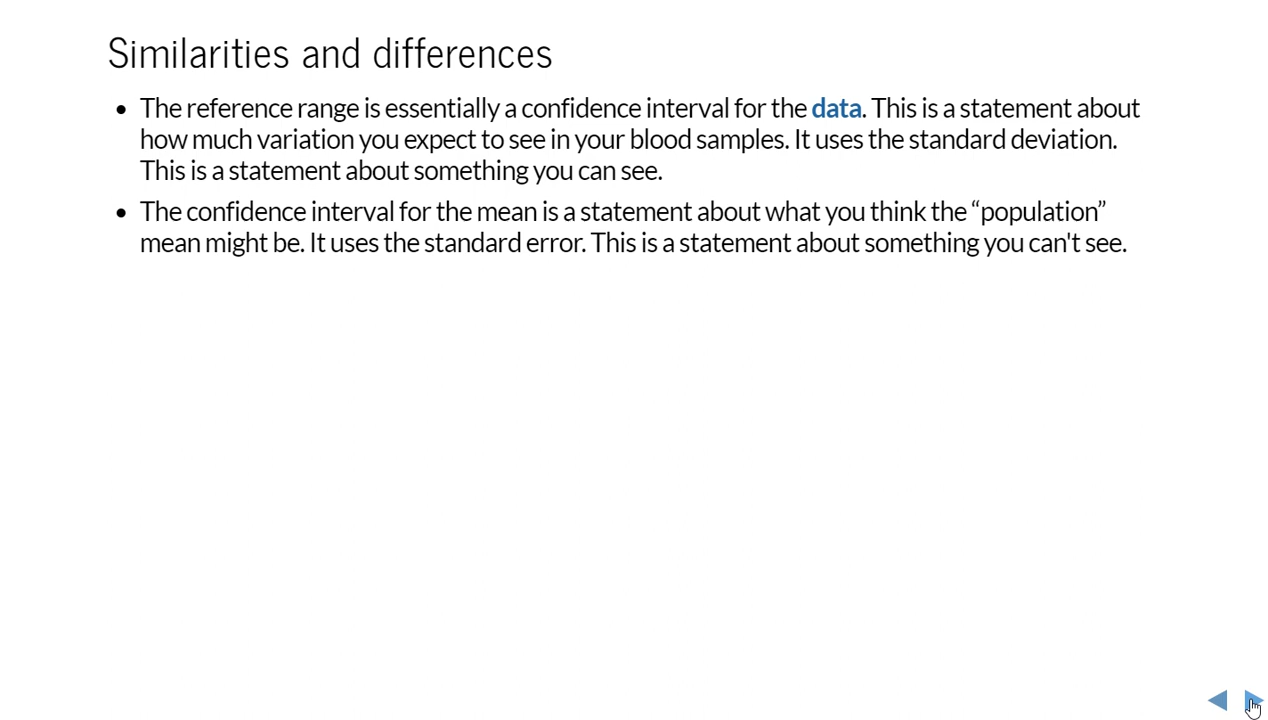 Similarities and differences
• The reference range is essentially a confidence interval for the data. This is a statement about
how much variation you expect to see in your blood samples. It uses the standard deviation.
This is a statement about something you can see.
• The confidence interval for the mean is a statement about what you think the “population”
mean might be. It uses the standard error. This is a statement about something you can't see.